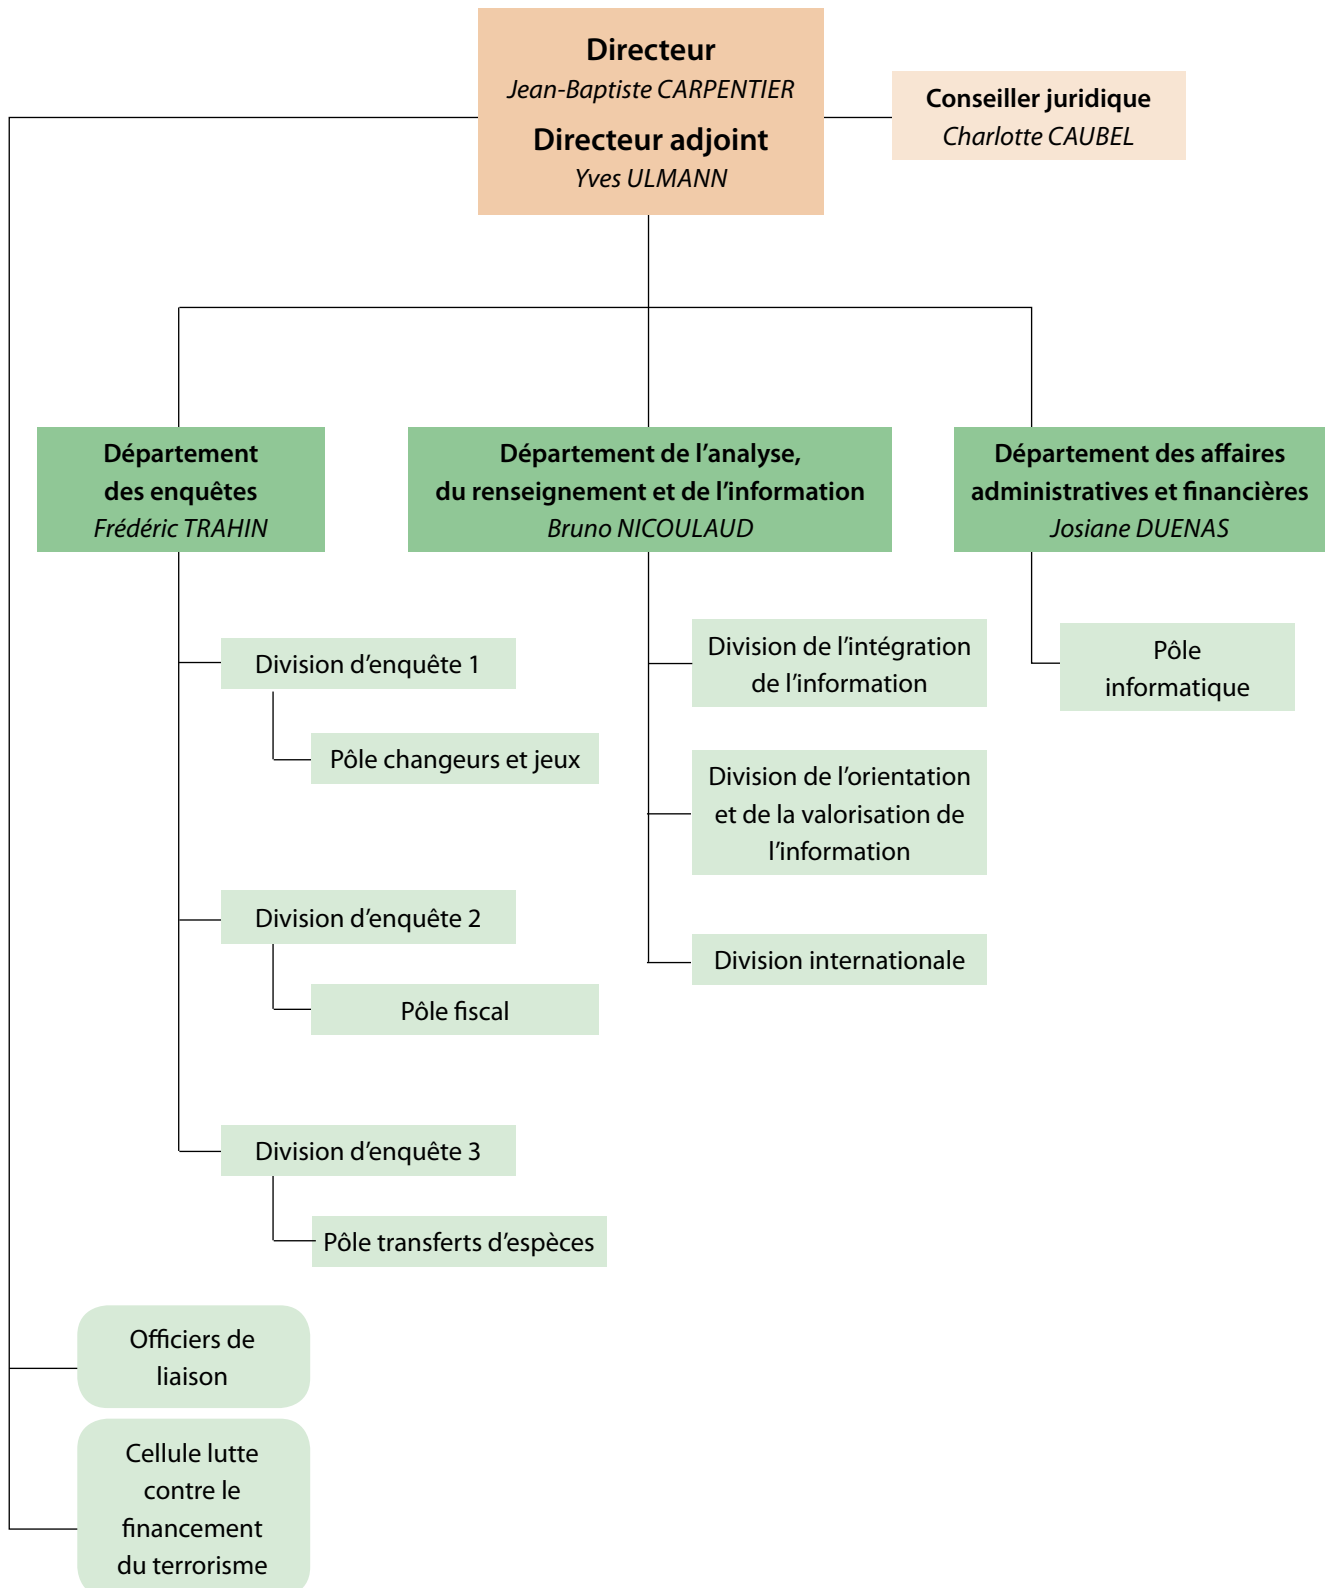 Directeur
Jean-Baptiste CARPENTIER
Directeur adjoint
Yves ULMANN
Conseiller juridique
Charlotte CAUBEL
Département
des enquêtes
Frédéric TRAHIN
Département de l’analyse,
du renseignement et de l’information
Bruno NICOULAUD
Département des affaires
administratives et financières
Josiane DUENAS
Division d’enquête 1
Pôle changeurs et jeux
Division d’enquête 2
Pôle fiscal
Division d’enquête 3
Pôle transferts d’espèces
Division de l’intégration
de l’information
Division de l’orientation
et de la valorisation de
l’information
Division internationale
Pôle
informatique
Officiers de
liaison
Cellule lutte
contre le
financement
du terrorisme